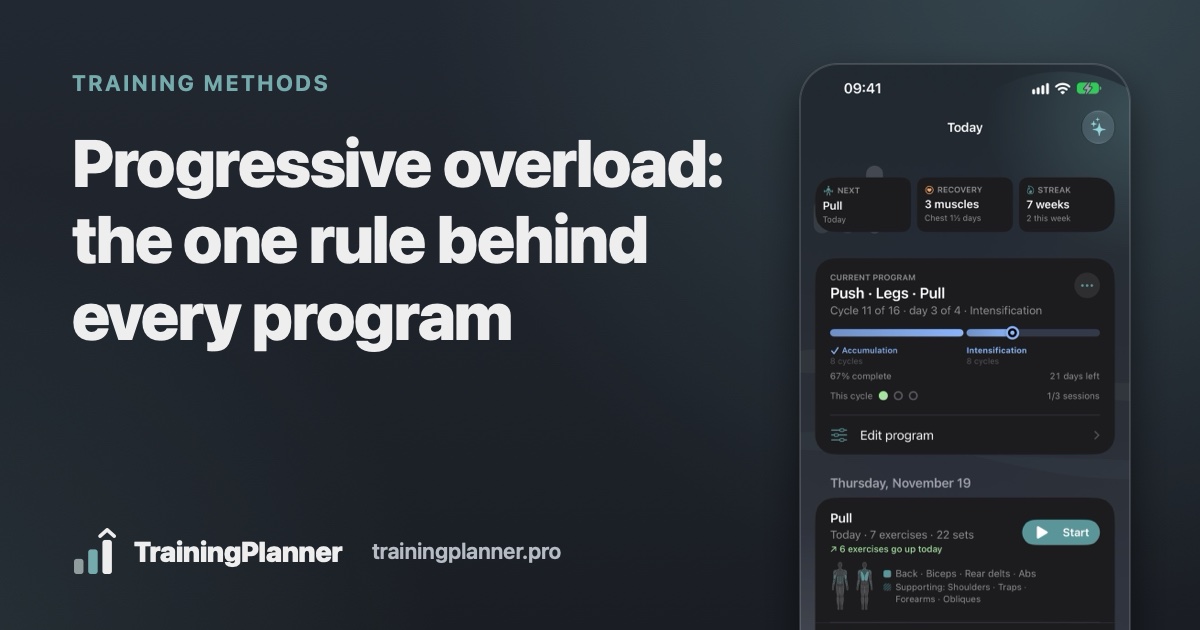 TRAINING METHODS
Progressive overload:
the one rule behind
every program
TrainingPlanner
trainingplanner.pro
09:41
Today
NEXT
Pull
Today
RECOVERY
3 muscles
Chest 1½ days
STREAK
7 weeks
2 this week
CURRENT PROGRAM
Push · Legs · Pull
Cycle 11 of 16 · day 3 of 4 · Intensification
Accumulation
8 cycles
Intensification
8 cycles
67% complete
21 days left
This cycle
1/3 sessions
Edit program
Thursday, November 19
Pull
Today · 7 exercises · 22 sets
↗ 6 exercises go up today
Start
Back · Biceps · Rear delts · Abs
Supporting: Shoulders · Traps ·
Forearms · Obliques